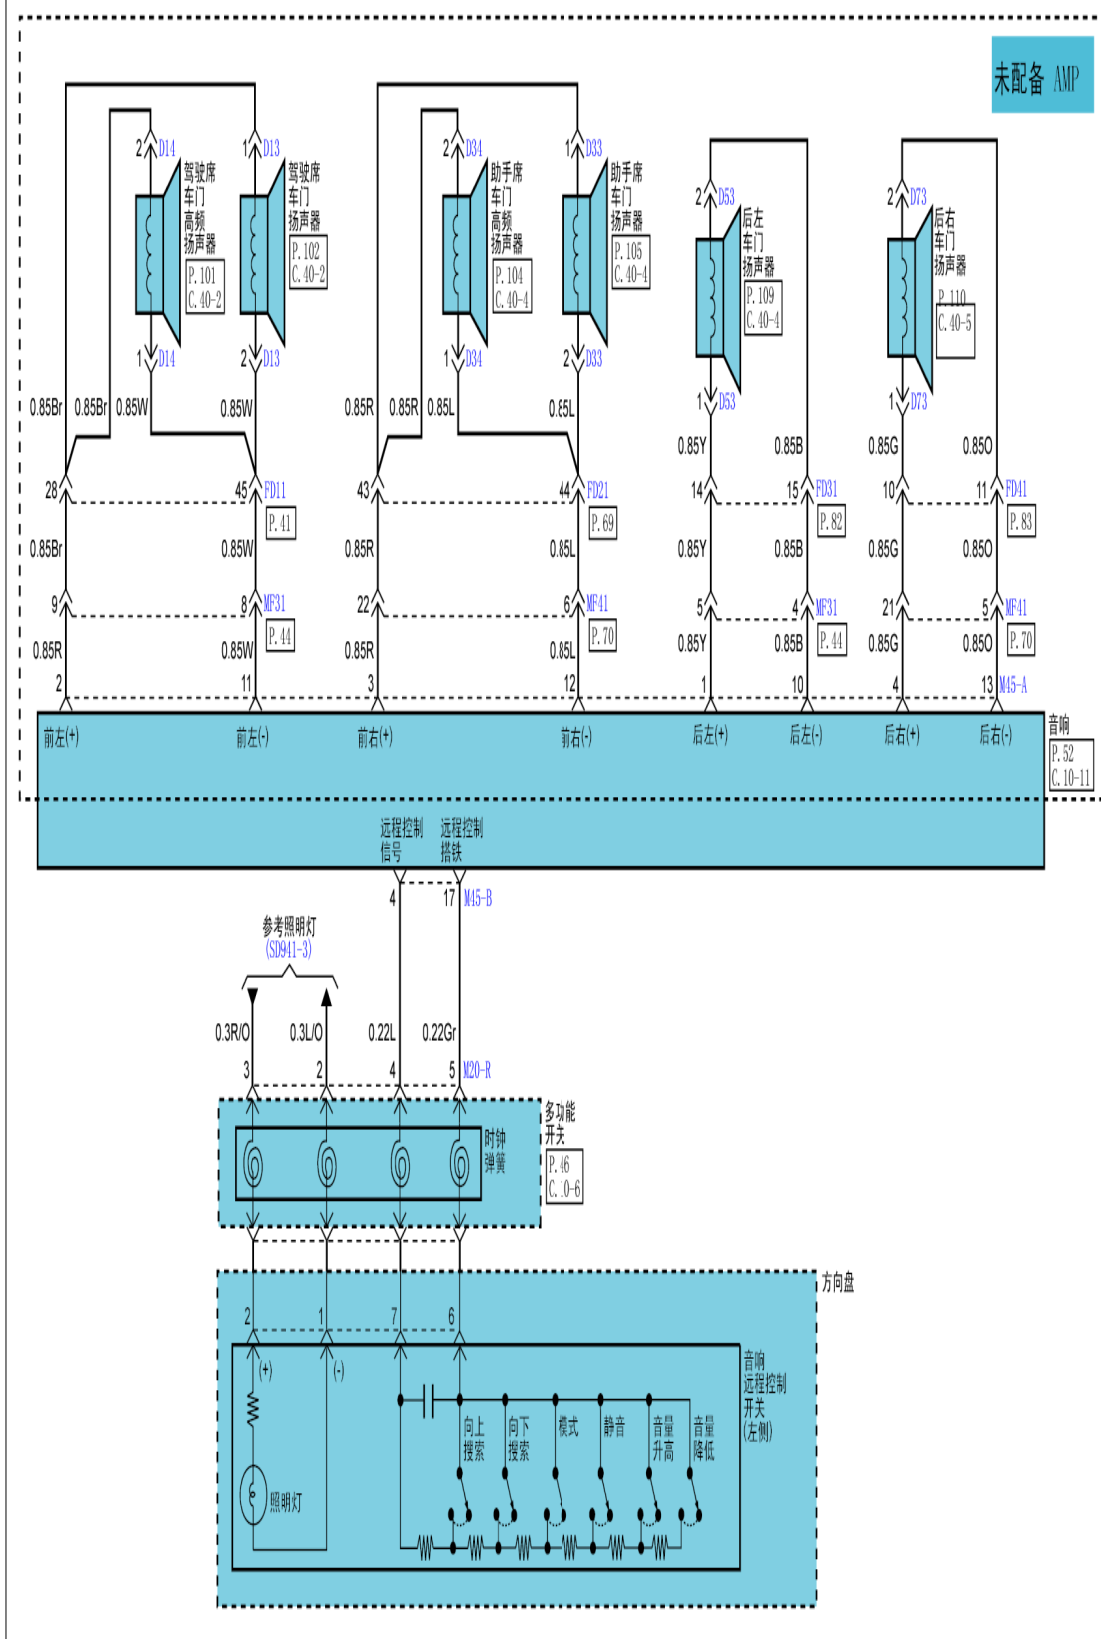 未配备 AMP
2 D14
1 D13
2 D34
1 D33
2 D53
2 D73
驾驶席
车门
高频
扬声器
P.101
C.40-2
驾驶席
车门
扬声器
P.102
C.40-2
助手席
车门
高频
扬声器
P.104
C.40-4
助手席
车门
扬声器
P.105
C.40-4
后左
车门
扬声器
P.109
C.40-4
后右
车门
扬声器
P.110
C.40-5
1 D14
2 D13
1 D34
2 D33
1 D53
1 D73
0.85Br 0.85Br 0.85W 0.85W 0.85R 0.85R 0.85L 0.85L
0.85Y 0.85B 0.85G 0.85O
28 45 FD11 43 44 FD21 14 15 FD31 10 11 FD41
P.41 P.69 P.82 P.83
0.85Br 0.85W 0.85R 0.85L 0.85Y 0.85B 0.85G 0.85O
9 8 MF31 22 6 MF41 5 4 MF31 21 5 MF41
P.44 P.70 P.44 P.70
0.85R 0.85W 0.85R 0.85L 0.85Y 0.85B 0.85G 0.85O
2 11 3 12 1 10 4 13 M45-A
前左(+) 前左(-) 前右(+) 前右(-) 后左(+) 后左(-) 后右(+) 后右(-)
音响
P.52
C.10-11
远程控制
信号
远程控制
搭铁
4 17 M45-B
参考照明灯
(SD941-3)
0.3R/O 0.3L/O 0.22L 0.22Gr
3 2 4 5 M20-R
多功能
开关
P.46
时钟
弹簧
方向盘
2 1 7 6
(+) (-)
音响
远程控制
开关
(左侧)
向上
搜索
向下
搜索
模式
静音
音量
升高
音量
降低
照明灯